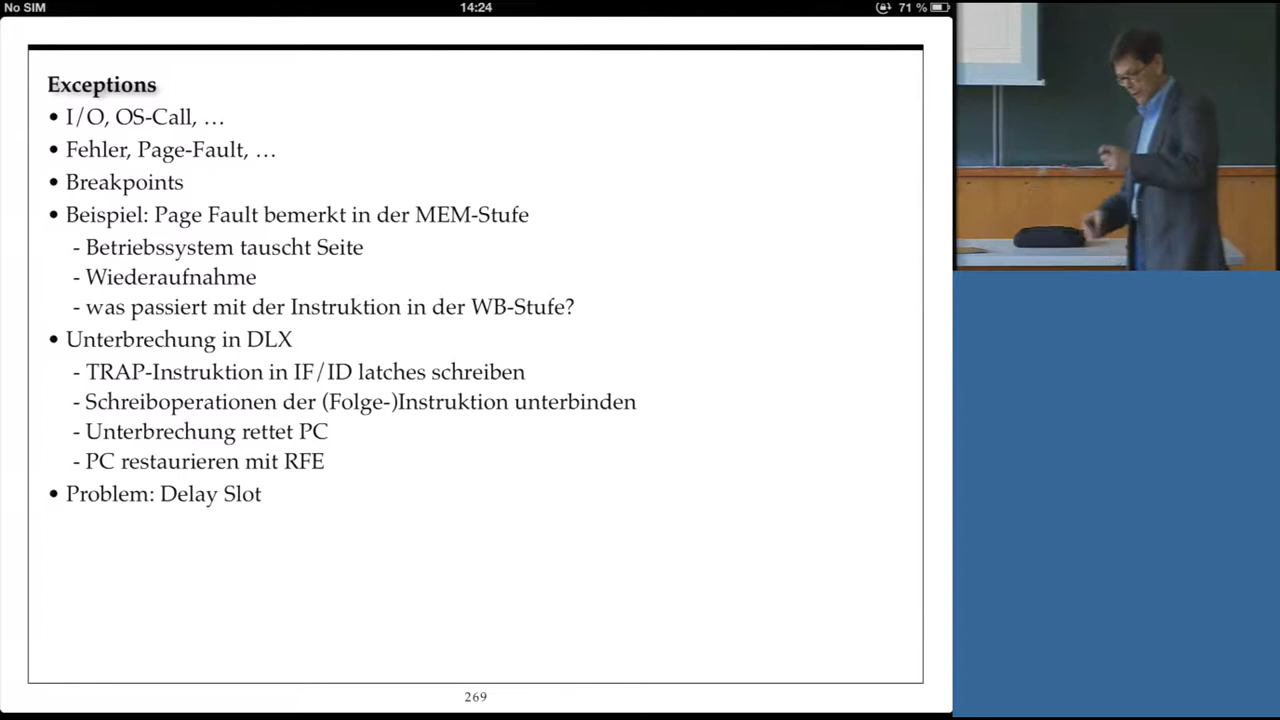 No SIM 14:24 71 %
Exceptions
• I/O, OS-Call, …
• Fehler, Page-Fault, …
• Breakpoints
• Beispiel: Page Fault bemerkt in der MEM-Stufe
- Betriebssystem tauscht Seite
- Wiederaufnahme
- was passiert mit der Instruktion in der WB-Stufe?
• Unterbrechung in DLX
- TRAP-Instruktion in IF/ID latches schreiben
- Schreiboperationen der (Folge-)Instruktion unterbinden
- Unterbrechung rettet PC
- PC restaurieren mit RFE
• Problem: Delay Slot
269